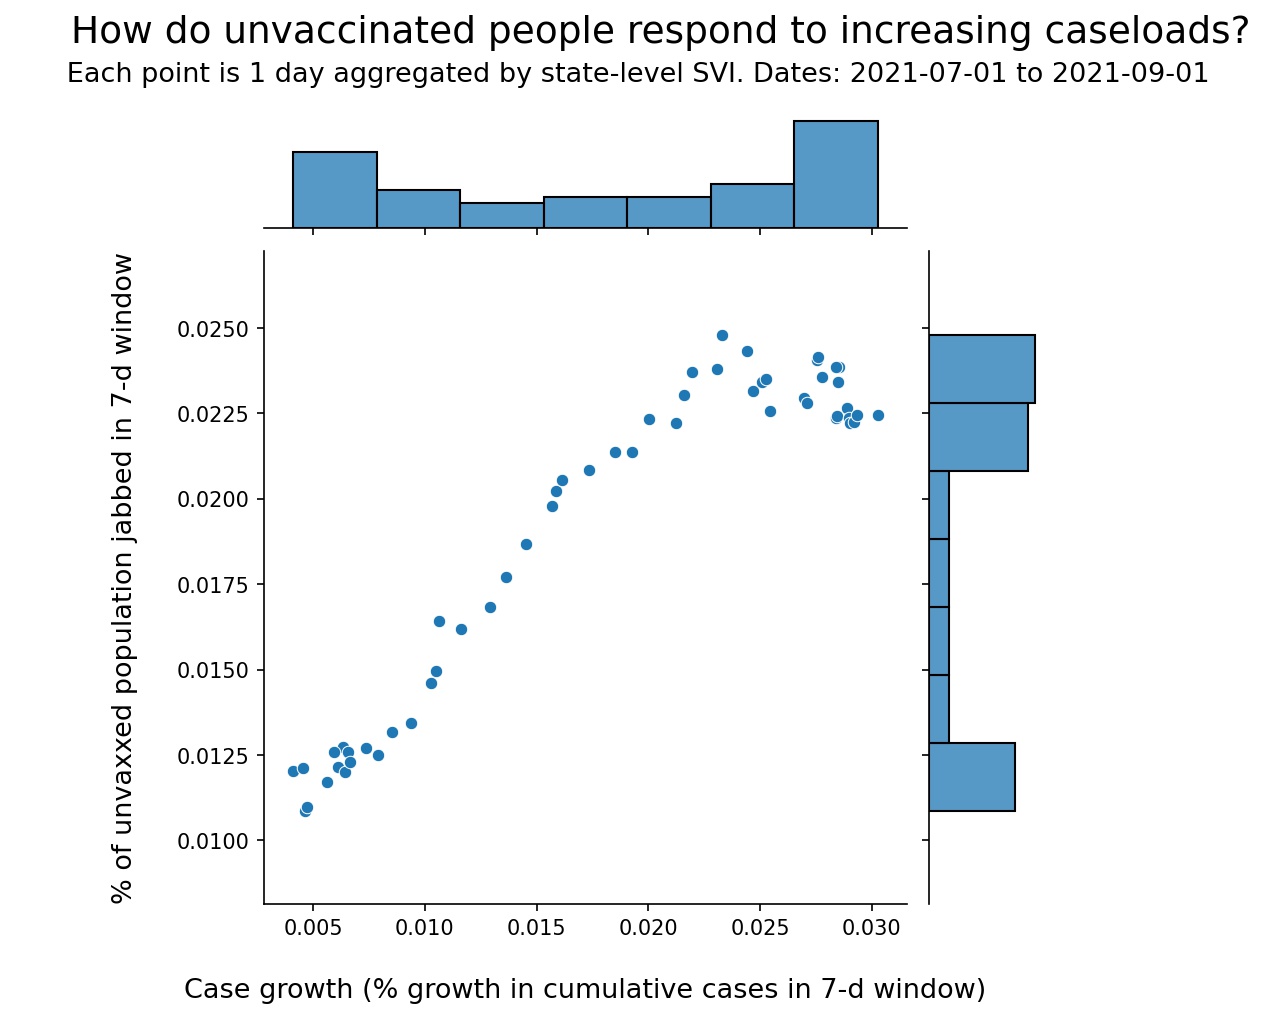 How do unvaccinated people respond to increasing caseloads?
Each point is 1 day aggregated by state-level SVI. Dates: 2021-07-01 to 2021-09-01
% of unvaxxed population jabbed in 7-d window
0.0250
0.0225
0.0200
0.0175
0.0150
0.0125
0.0100
0.005 0.010 0.015 0.020 0.025 0.030
Case growth (% growth in cumulative cases in 7-d window)